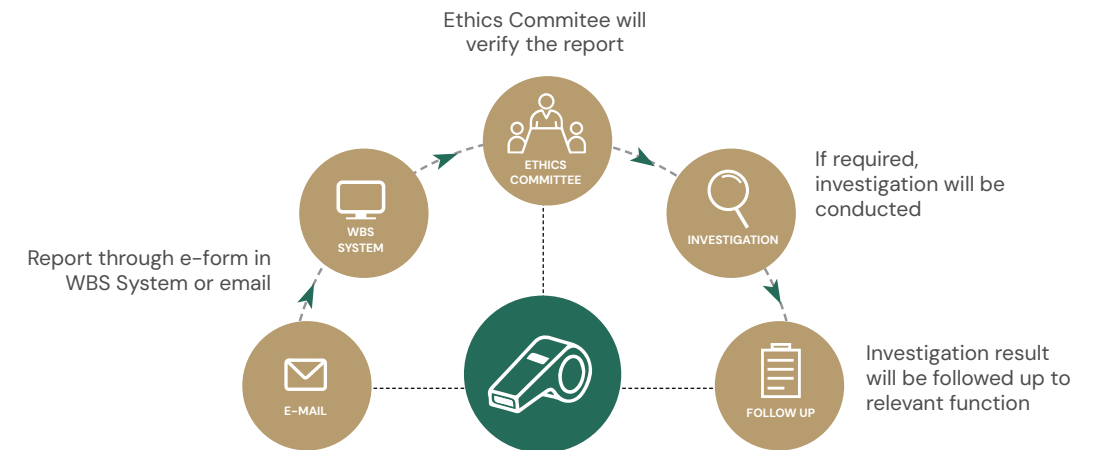 Ethics Commitee will
verify the report
ETHICS
COMMITTEE
If required,
investigation will be
conducted
WBS
SYSTEM
INVESTIGATION
Report through e-form in
WBS System or email
E-MAIL
FOLLOW UP
Investigation result
will be followed up to
relevant function